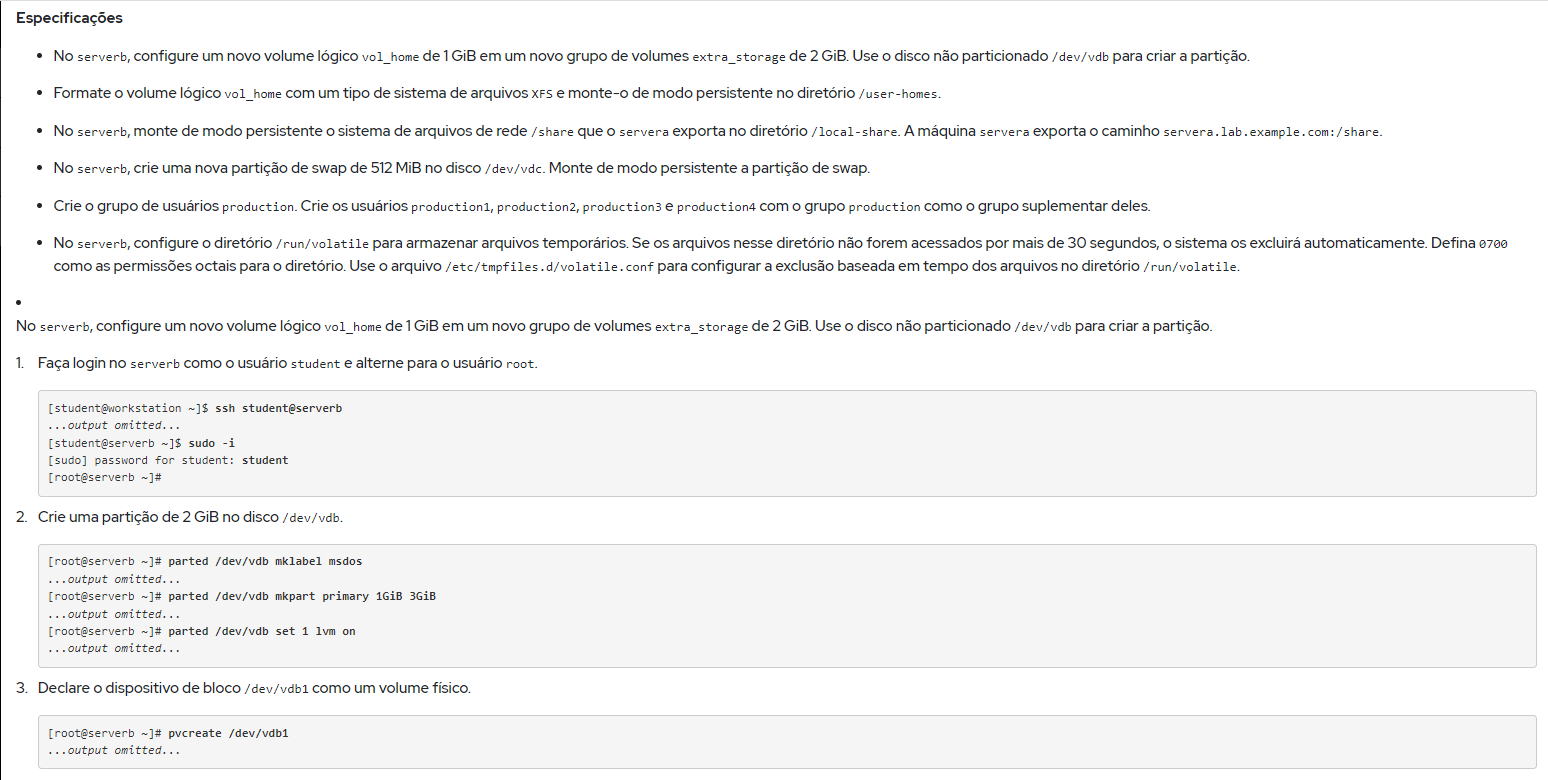 Especificações
• No serverb, configure um novo volume lógico vol_home de 1 GiB em um novo grupo de volumes extra_storage de 2 GiB. Use o disco não particionado /dev/vdb para criar a partição.
• Formate o volume lógico vol_home com um tipo de sistema de arquivos XFS e monte-o de modo persistente no diretório /user-homes.
• No serverb, monte de modo persistente o sistema de arquivos de rede /share que o servera exporta no diretório /local-share. A máquina servera exporta o caminho servera.lab.example.com:/share.
• No serverb, crie uma nova partição de swap de 512 MiB no disco /dev/vdc. Monte de modo persistente a partição de swap.
• Crie o grupo de usuários production. Crie os usuários production1, production2, production3 e production4 com o grupo production como o grupo suplementar deles.
• No serverb, configure o diretório /run/volatile para armazenar arquivos temporários. Se os arquivos nesse diretório não forem acessados por mais de 30 segundos, o sistema os excluirá automaticamente. Defina 0700
como as permissões octais para o diretório. Use o arquivo /etc/tmpfiles.d/volatile.conf para configurar a exclusão baseada em tempo dos arquivos no diretório /run/volatile.
•
No serverb, configure um novo volume lógico vol_home de 1 GiB em um novo grupo de volumes extra_storage de 2 GiB. Use o disco não particionado /dev/vdb para criar a partição.
1. Faça login no serverb como o usuário student e alterne para o usuário root.
[student@workstation ~]$ ssh student@serverb
...output omitted...
[student@serverb ~]$ sudo -i
[sudo] password for student: student
[root@serverb ~]#
2. Crie uma partição de 2 GiB no disco /dev/vdb.
[root@serverb ~]# parted /dev/vdb mklabel msdos
...output omitted...
[root@serverb ~]# parted /dev/vdb mkpart primary 1GiB 3GiB
...output omitted...
[root@serverb ~]# parted /dev/vdb set 1 lvm on
...output omitted...
3. Declare o dispositivo de bloco /dev/vdb1 como um volume físico.
[root@serverb ~]# pvcreate /dev/vdb1
...output omitted...